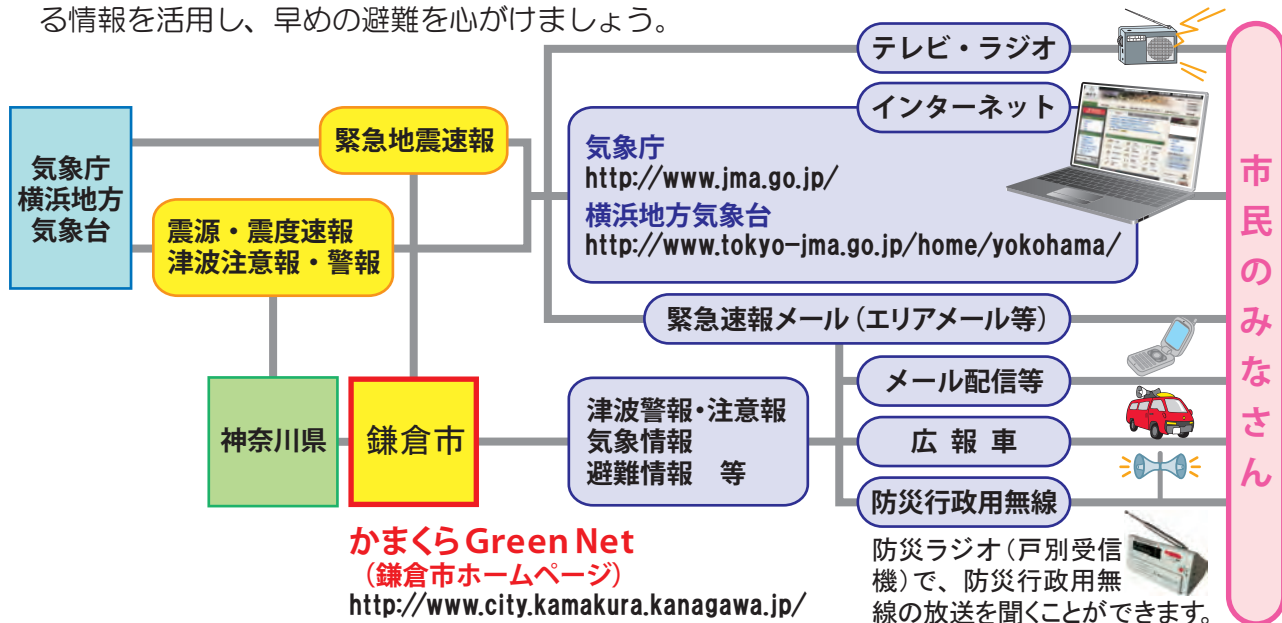 る情報を活用し、早めの避難を心がけましょう。
テレビ・ラジオ
インターネット
緊急地震速報
気象庁
横浜地方
気象台
震源・震度速報
津波注意報・警報
気象庁
http://www.jma.go.jp/
横浜地方気象台
http://www.tokyo-jma.go.jp/home/yokohama/
緊急速報メール（エリアメール等）
メール配信等
神奈川県
鎌倉市
津波警報・注意報
気象情報
避難情報　等
広 報 車
防災行政用無線
市民のみなさん
かまくら Green Net
（鎌倉市ホームページ）
http://www.city.kamakura.kanagawa.jp/
防災ラジオ（戸別受信
機）で、防災行政用無
線の放送を聞くことができます。